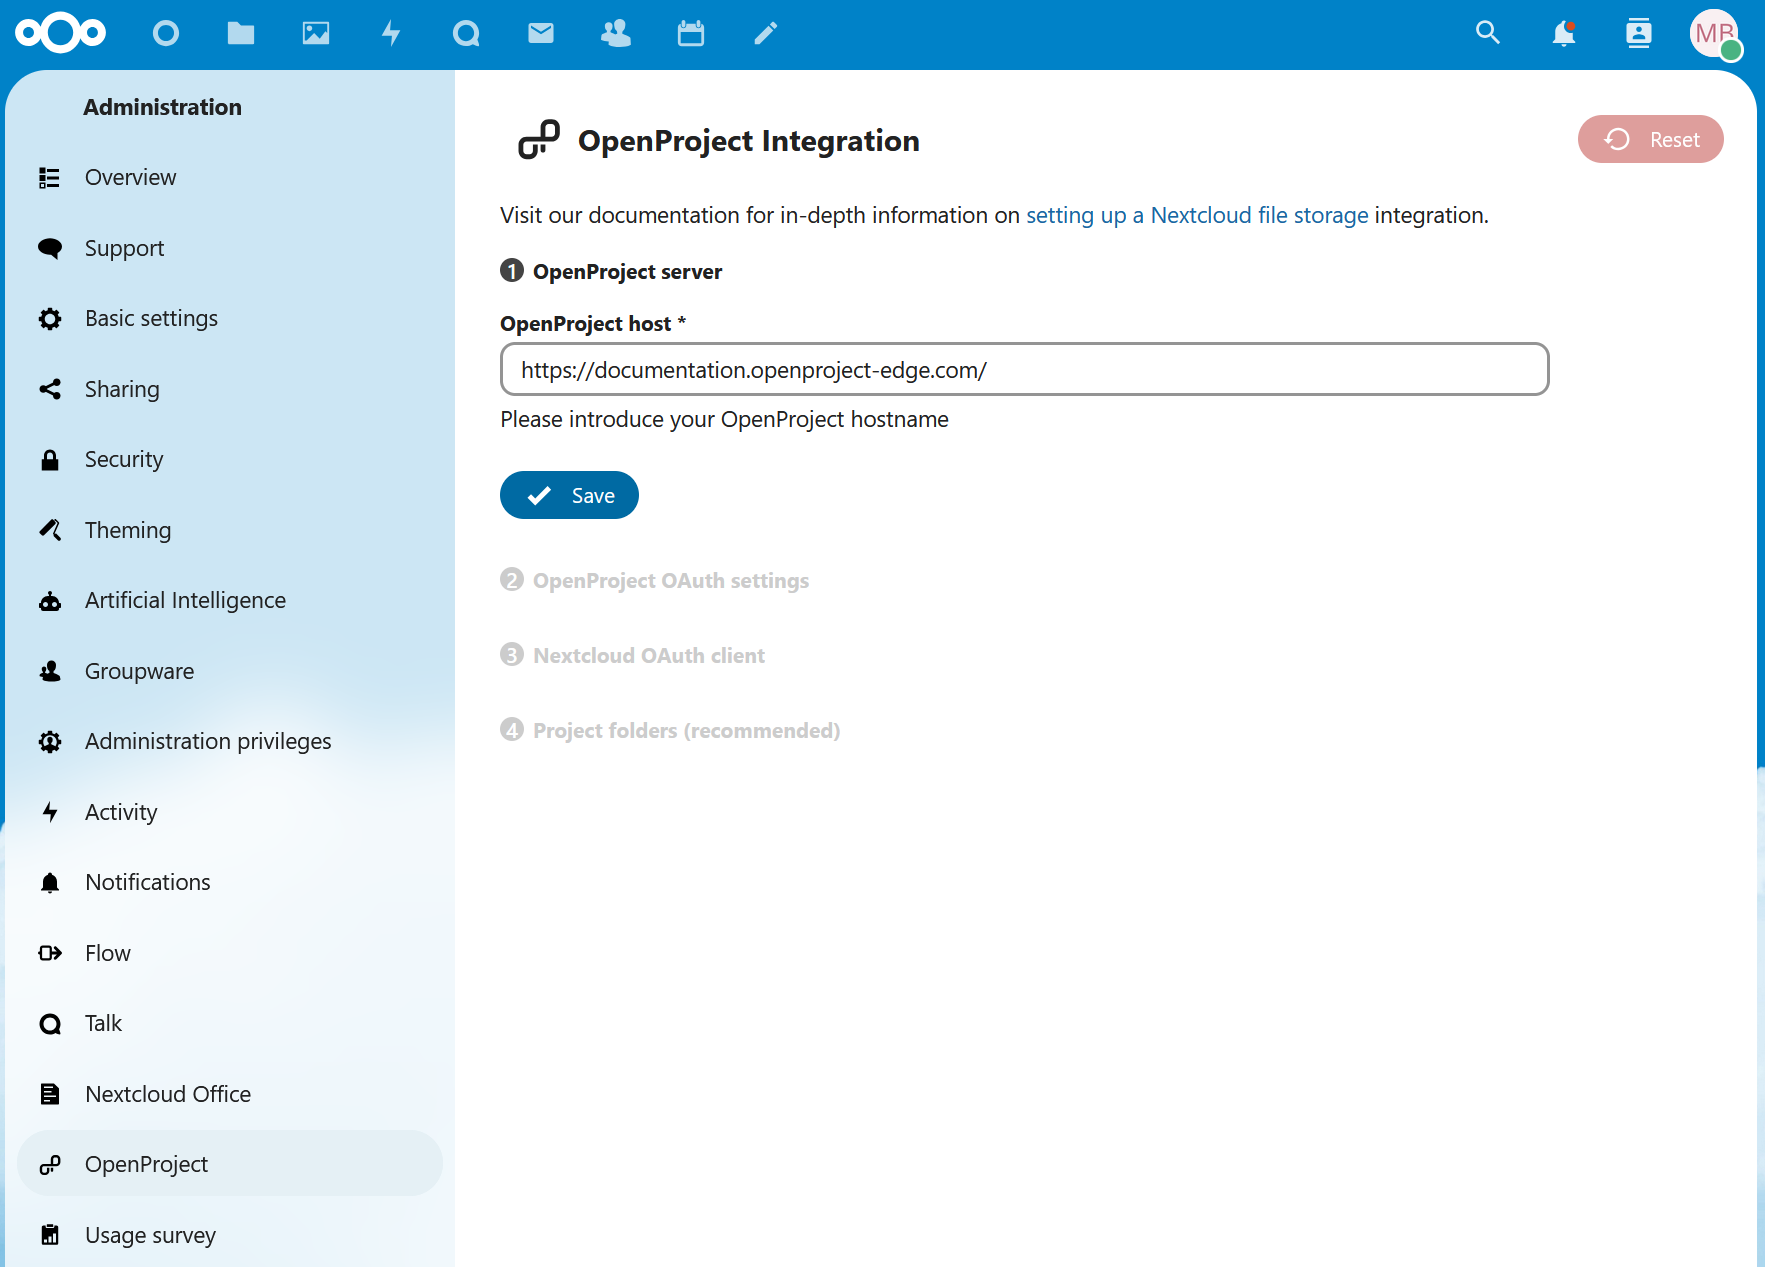 MB
Administration
Overview
Support
Basic settings
Sharing
Security
Theming
Artificial Intelligence
Groupware
Administration privileges
Activity
Notifications
Flow
Talk
Nextcloud Office
OpenProject
Usage survey
OpenProject Integration
Reset
Visit our documentation for in-depth information on setting up a Nextcloud file storage integration.
1 OpenProject server
OpenProject host *
https://documentation.openproject-edge.com/
Please introduce your OpenProject hostname
Save
2 OpenProject OAuth settings
3 Nextcloud OAuth client
4 Project folders (recommended)